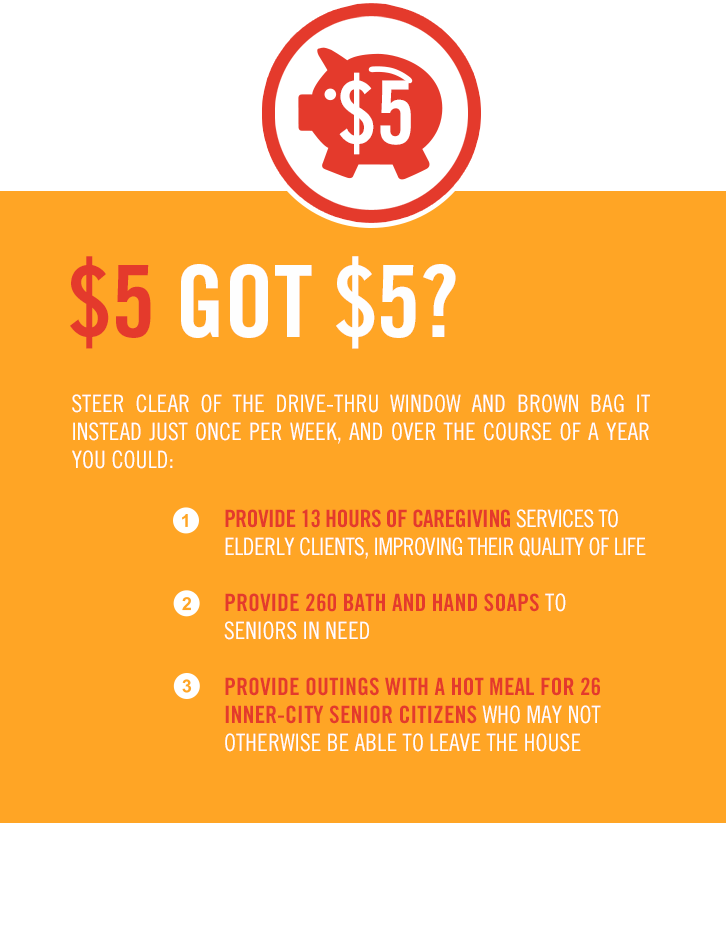 $5
$5 GOT $5?
STEER CLEAR OF THE DRIVE-THRU WINDOW AND BROWN BAG IT
INSTEAD JUST ONCE PER WEEK, AND OVER THE COURSE OF A YEAR
YOU COULD:
1 PROVIDE 13 HOURS OF CAREGIVING SERVICES TO
ELDERLY CLIENTS, IMPROVING THEIR QUALITY OF LIFE
2 PROVIDE 260 BATH AND HAND SOAPS TO
SENIORS IN NEED
3 PROVIDE OUTINGS WITH A HOT MEAL FOR 26
INNER-CITY SENIOR CITIZENS WHO MAY NOT
OTHERWISE BE ABLE TO LEAVE THE HOUSE